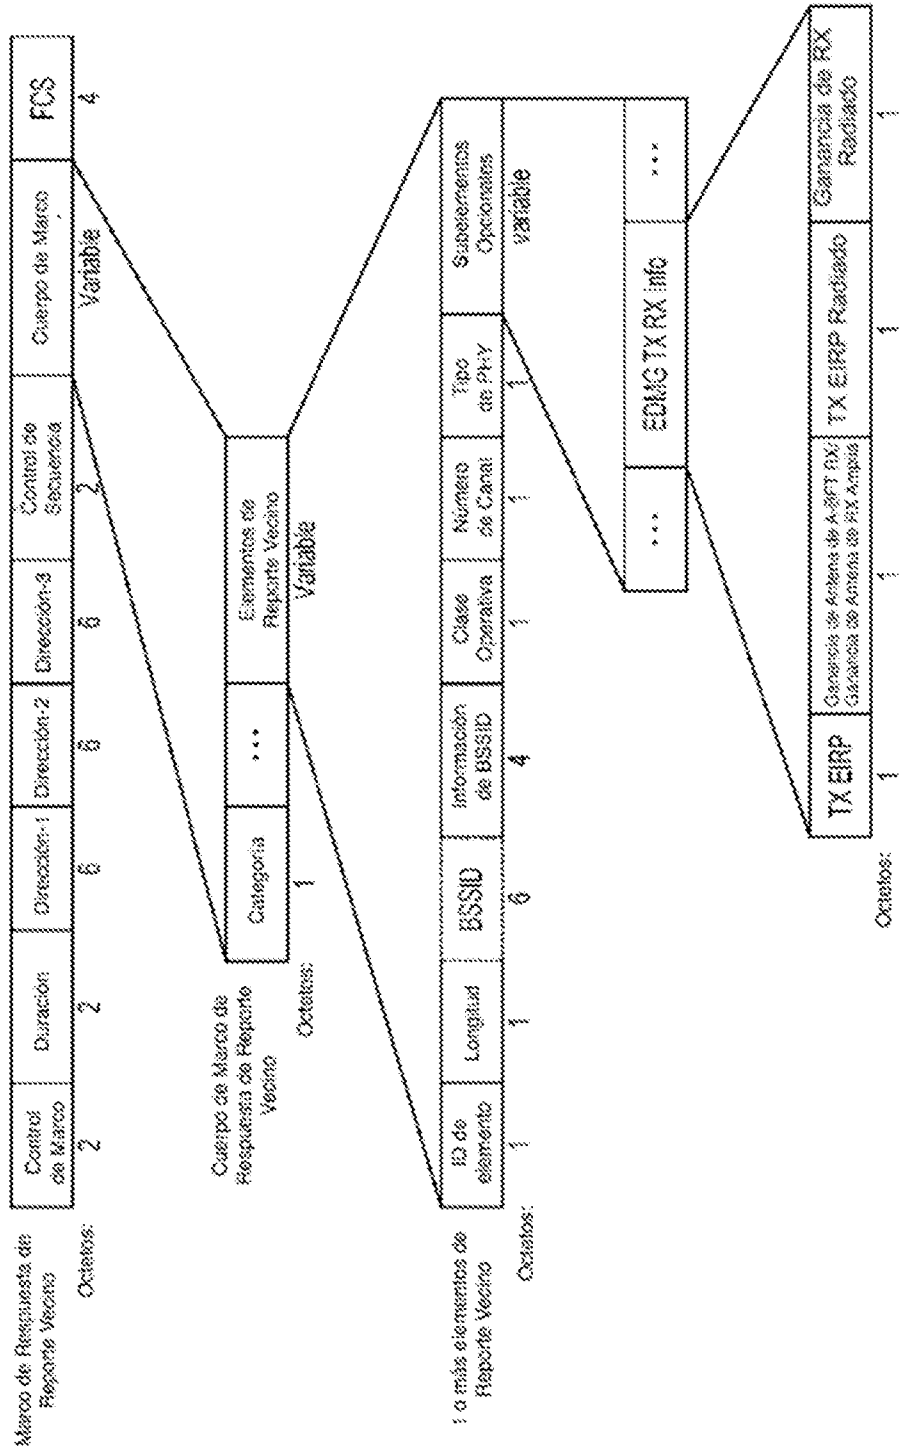 Marco de Respuesta de
Reporte Vecino
Control
de Marco
Duración
Dirección-1
Dirección-2
Dirección-3
Control de
Secuencia
Cuerpo de Marco
FCS
Octetos:
2
2
6
6
6
2
Variable
4
Cuerpo de Marco de
Respuesta de Reporte
Vecino
Categoría
...
Elementos de
Reporte Vecino
Octetos:
1
Variable
1 o más elementos de
Reporte Vecino
ID de
elemento
Longitud
BSSID
Información
de BSSID
Clase
Operativa
Número
de Canal
Tipo
de PHY
Subelementos
Opcionales
Octetos:
1
1
6
4
1
1
1
variable
...
EDMG TX RX info
...
TX EIRP
Ganancia de Antena de A-BFT RX/
Ganancia de Antena de RX Amplia
TX EIRP Radiado
Ganancia de RX
Radiado
Octetos:
1
1
1
1